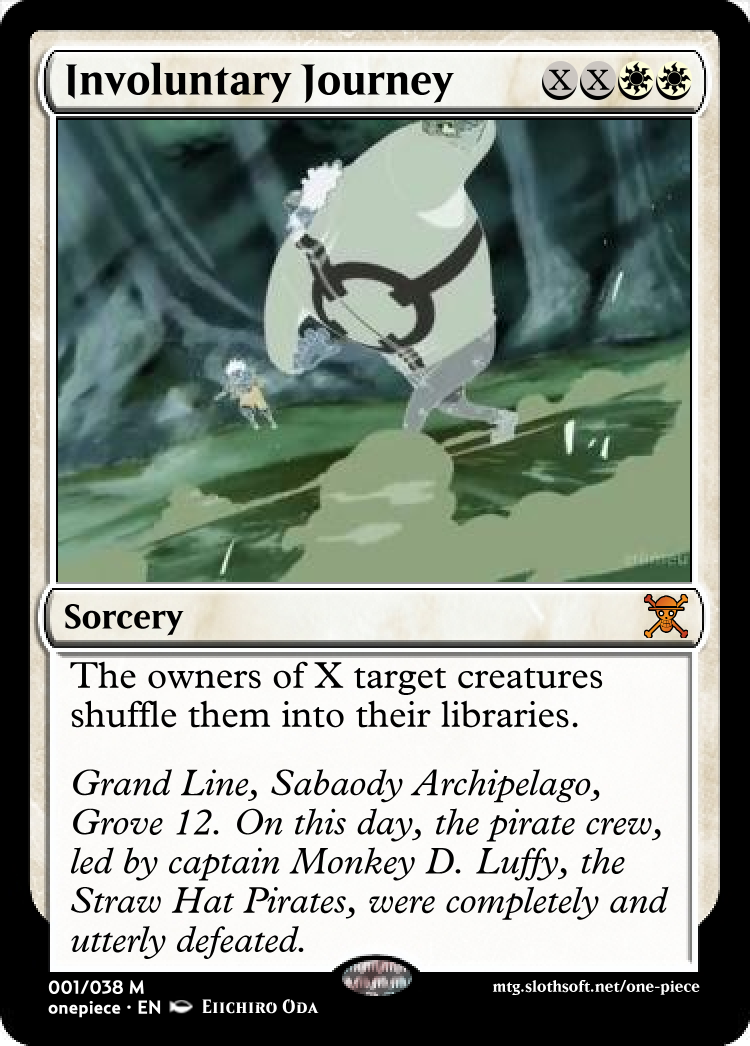 Involuntary Journey XX
Sorcery
The owners of X target creatures
shuffle them into their libraries.
Grand Line, Sabaody Archipelago,
Grove 12. On this day, the pirate crew,
led by captain Monkey D. Luffy, the
Straw Hat Pirates, were completely and
utterly defeated.
001/038 M
onepiece · EN Eiichiro Oda
mtg.slothsoft.net/one-piece